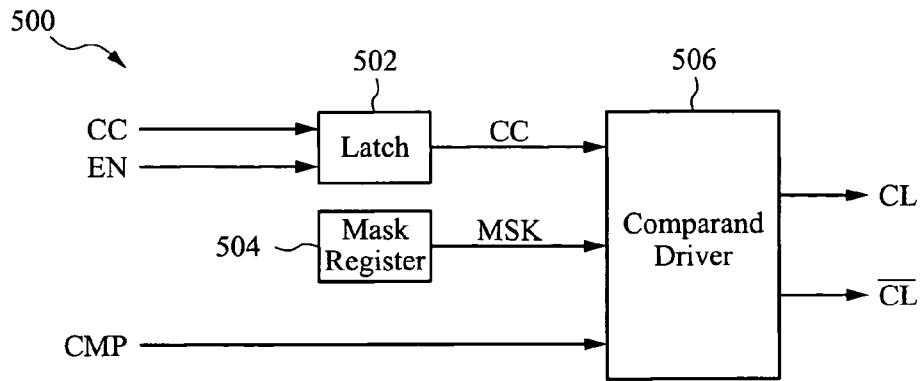 500
502
506
CC
EN
Latch
CC
CL
504
Mask
Register
MSK
Comparand
Driver
CL
CMP